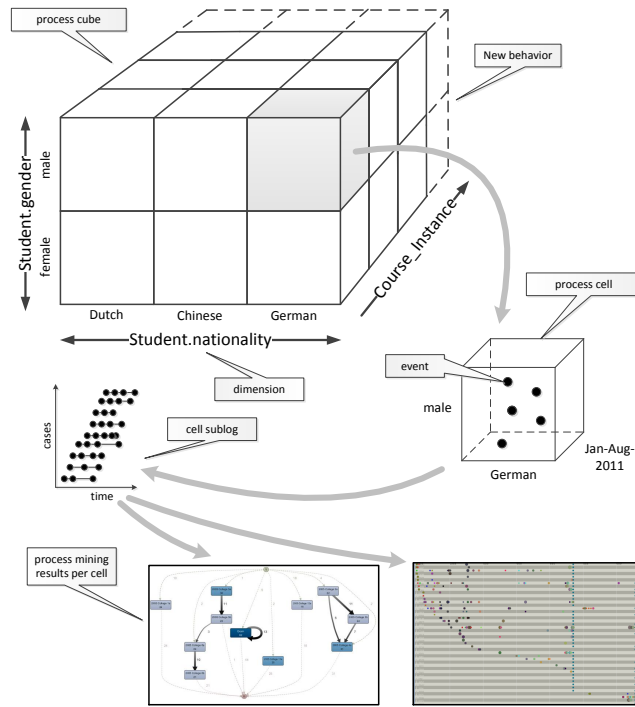 process cube
New behavior
Student.gender
male
female
Course_Instance
Dutch Chinese German
Student.nationality
process cell
dimension
event
male
cell sublog
cases
time
German
Jan-Aug-
2011
process mining
results per cell